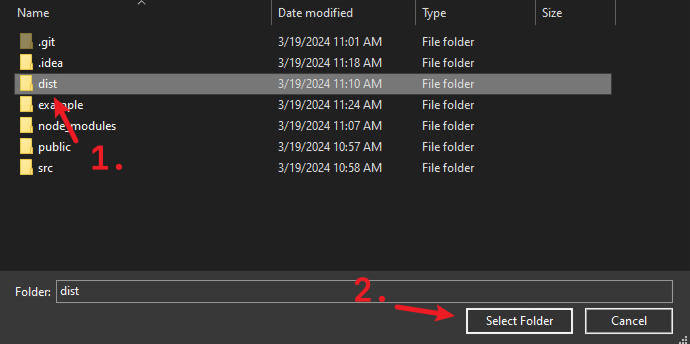 Name Date modified Type Size
.git 3/19/2024 11:01 AM File folder
.idea 3/19/2024 11:18 AM File folder
dist 3/19/2024 11:10 AM File folder
example 3/19/2024 11:24 AM File folder
node_modules 3/19/2024 11:07 AM File folder
public 3/19/2024 10:57 AM File folder
src 3/19/2024 10:58 AM File folder
1.
Folder: dist
2.
Select Folder Cancel